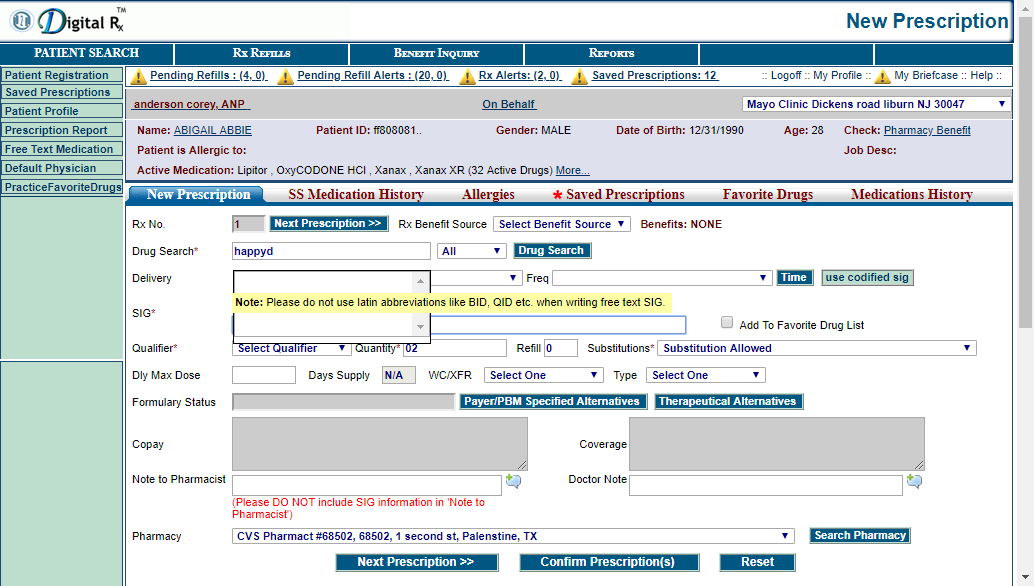 Digital Rx TM
New Prescription
PATIENT SEARCH Rx REFILLS BENEFIT INQUIRY REPORTS
Patient Registration
Saved Prescriptions
Patient Profile
Prescription Report
Free Text Medication
Default Physician
PracticeFavoriteDrugs
Pending Refills : (4, 0) Pending Refill Alerts : (20, 0) Rx Alerts: (2, 0) Saved Prescriptions: 12 :: Logoff :: My Profile :: My Briefcase :: Help ::
anderson corey, ANP On Behalf Mayo Clinic Dickens road liburn NJ 30047
Name: ABIGAIL ABBIE Patient ID: ff808081.. Gender: MALE Date of Birth: 12/31/1990 Age: 28 Check: Pharmacy Benefit
Patient is Allergic to: Job Desc:
Active Medication: Lipitor , OxyCODONE HCl , Xanax , Xanax XR (32 Active Drugs) More...
New Prescription SS Medication History Allergies * Saved Prescriptions Favorite Drugs Medications History
Rx No. 1 Next Prescription >> Rx Benefit Source Select Benefit Source Benefits: NONE
Drug Search* happyd All Drug Search
Delivery Freq Time use codified sig
Note: Please do not use latin abbreviations like BID, QID etc. when writing free text SIG.
SIG*
Add To Favorite Drug List
Qualifier* Select Qualifier Quantity* 02 Refill 0 Substitutions* Substitution Allowed
Dly Max Dose Days Supply N/A WC/XFR Select One Type Select One
Formulary Status Payer/PBM Specified Alternatives Therapeutical Alternatives
Copay Coverage
Note to Pharmacist Doctor Note
(Please DO NOT include SIG information in 'Note to
Pharmacist')
Pharmacy CVS Pharmact #68502, 68502, 1 second st, Palenstine, TX Search Pharmacy
Next Prescription >> Confirm Prescription(s) Reset